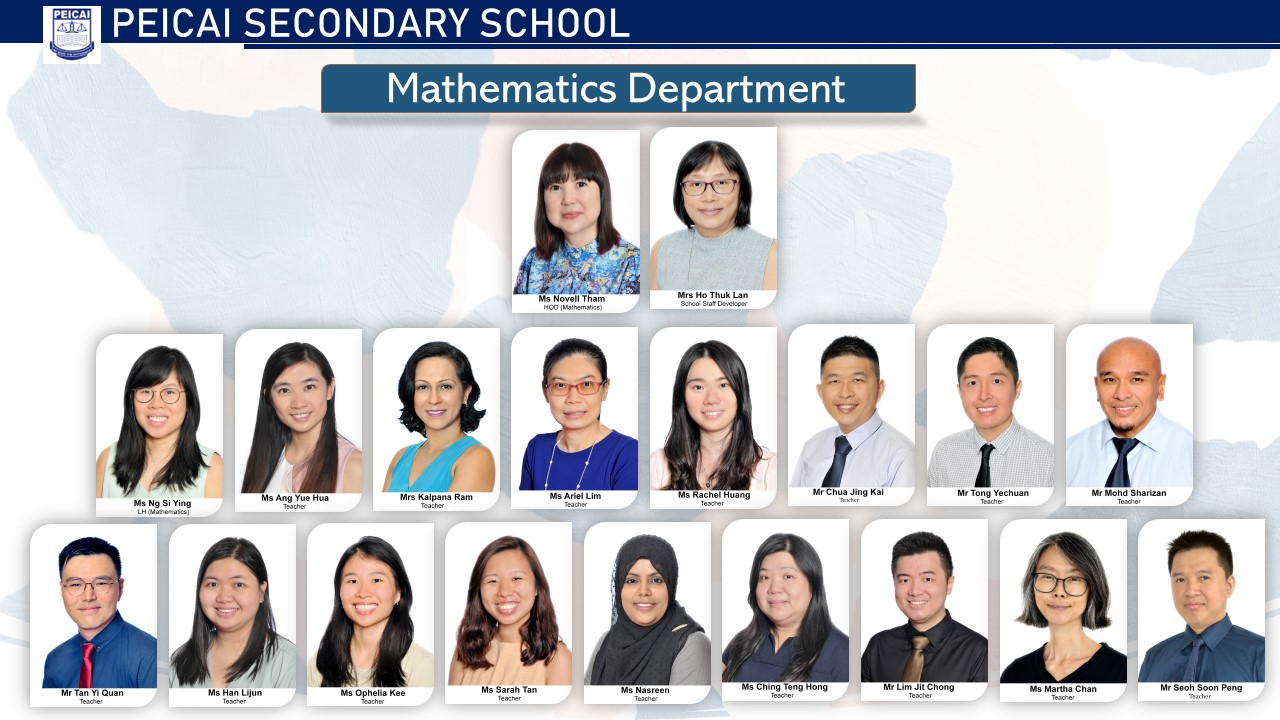 PEICAI
PEICAI SECONDARY SCHOOL
Mathematics Department
Ms Novell Tham
HOD (Mathematics)
Mrs Ho Thuk Lan
School Staff Developer
Ms Ng Si Ying
LH (Mathematics)
Ms Ang Yue Hua
Teacher
Mrs Kalpana Ram
Teacher
Ms Ariel Lim
Teacher
Ms Rachel Huang
Teacher
Mr Chua Jing Kai
Teacher
Mr Tong Yechuan
Teacher
Mr Mohd Sharizan
Teacher
Mr Tan Yi Quan
Teacher
Ms Han Lijun
Teacher
Ms Ophelia Kee
Teacher
Ms Sarah Tan
Teacher
Ms Nasreen
Teacher
Ms Ching Teng Hong
Teacher
Mr Lim Jit Chong
Teacher
Ms Martha Chan
Teacher
Mr Seoh Soon Peng
Teacher